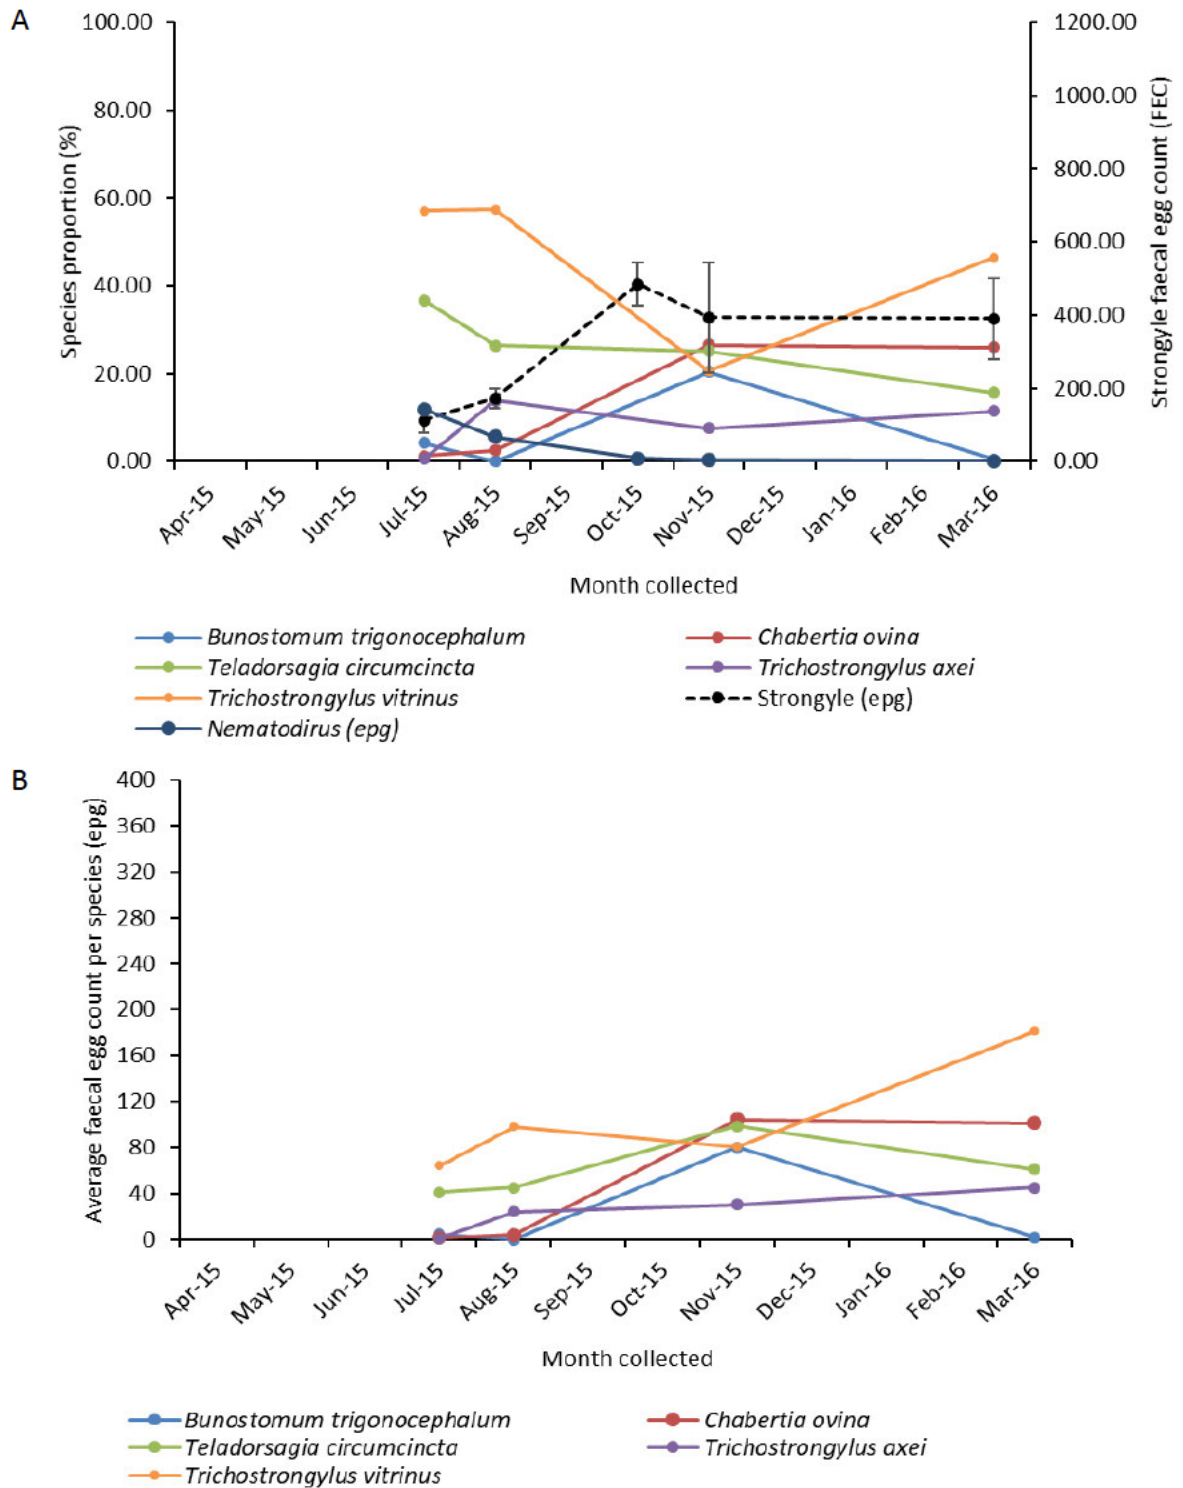 A
100.00
80.00
60.00
40.00
20.00
0.00
Species proportion (%)
1200.00
1000.00
800.00
600.00
400.00
200.00
0.00
Strongyle faecal egg count (FEC)
Apr-15
May-15
Jun-15
Jul-15
Aug-15
Sep-15
Oct-15
Nov-15
Dec-15
Jan-16
Feb-16
Mar-16
Month collected
Bunostomum trigonocephalum
Chabertia ovina
Teladorsagia circumcincta
Trichostrongylus axei
Trichostrongylus vitrinus
Strongyle (epg)
Nematodirus (epg)
B
400
360
320
280
240
200
160
120
80
40
0
Average faecal egg count per species (epg)
Apr-15
May-15
Jun-15
Jul-15
Aug-15
Sep-15
Oct-15
Nov-15
Dec-15
Jan-16
Feb-16
Mar-16
Month collected
Bunostomum trigonocephalum
Chabertia ovina
Teladorsagia circumcincta
Trichostrongylus axei
Trichostrongylus vitrinus